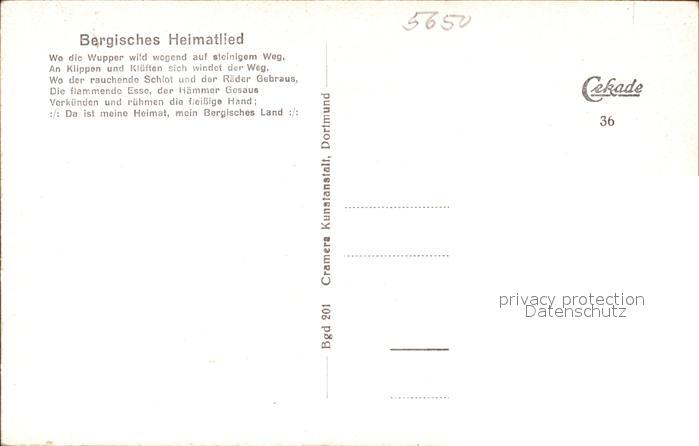 5650
Bergisches Heimatlied
Wo die Wupper wild wogend auf steinigem Weg,
An Klippen und Klüften sich windet der Weg,
Wo der rauchende Schlot und der Räder Gebraus,
Die flammende Esse, der Hämmer Gesaus
Verkünden und rühmen die fleißige Hand;
:/: Da ist meine Heimat, mein Bergisches Land :/:
Bgd 201 Cramers Kunstanstalt, Dortmund
Cekade
36
privacy protection
Datenschutz